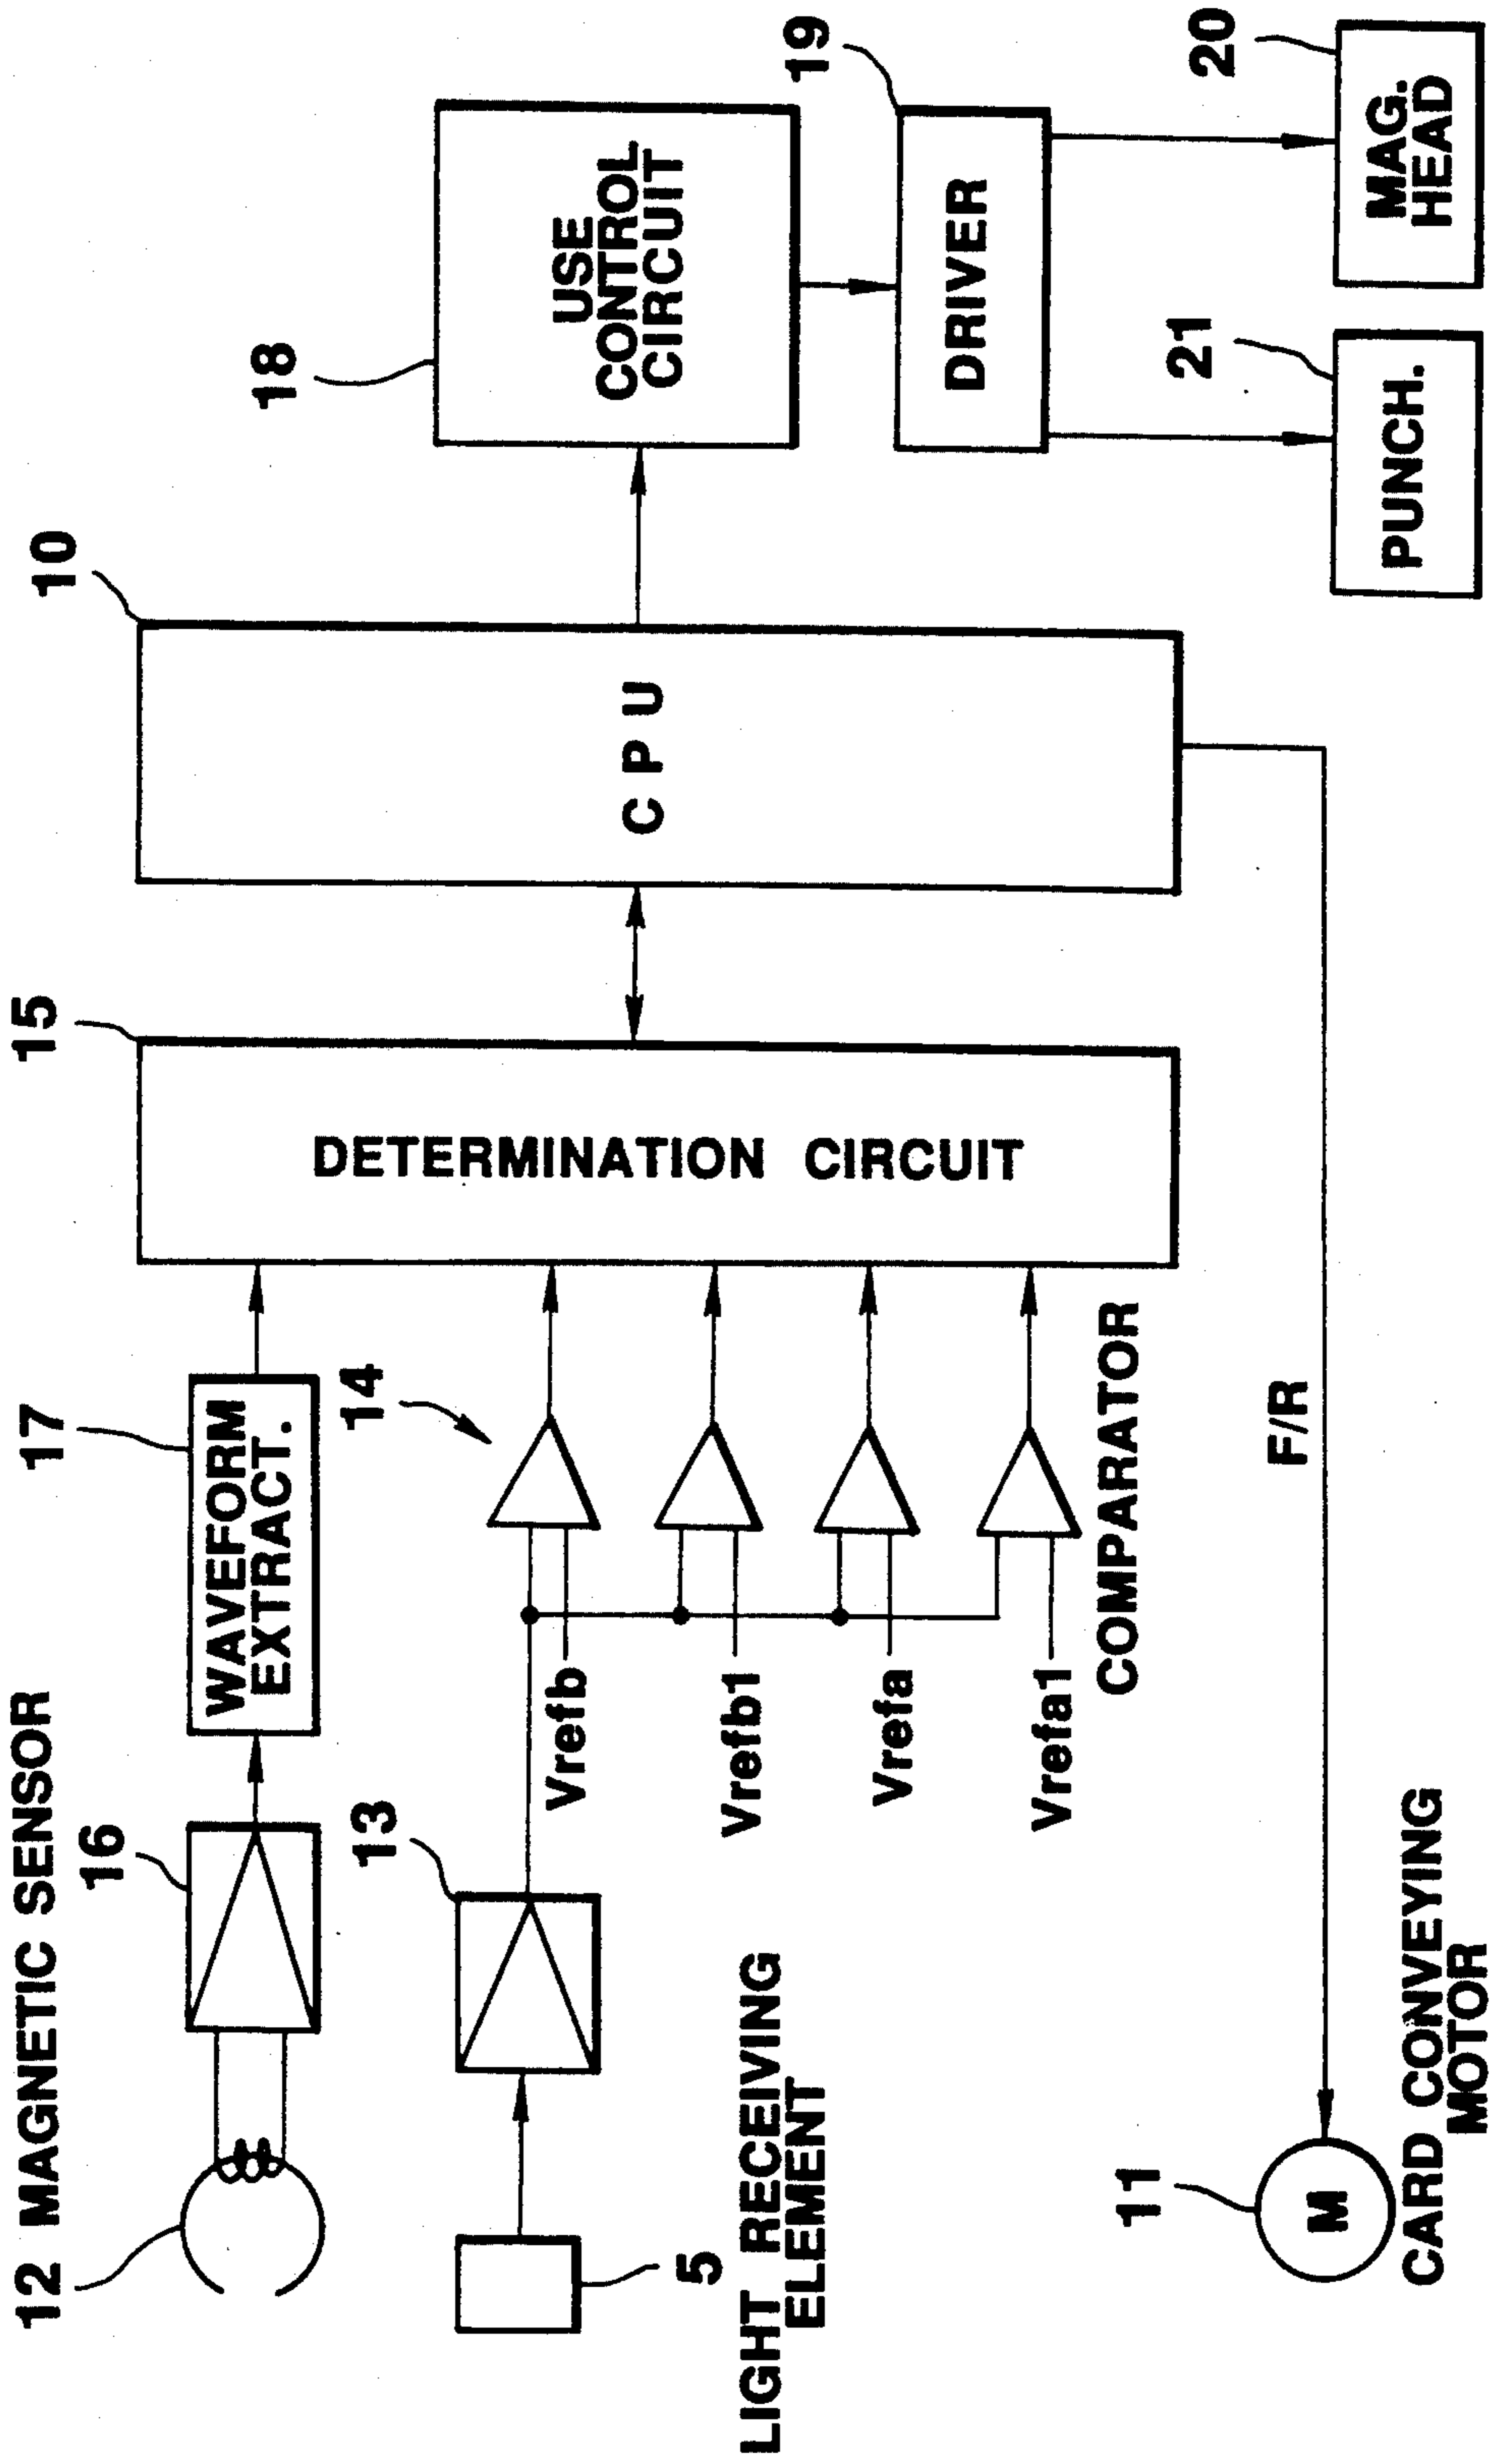 12 MAGNETIC SENSOR
16
17
WAVEFORM
EXTRACT.
15
DETERMINATION CIRCUIT
10
CPU
18
USE
CONTROL
CIRCUIT
19
DRIVER
20
MAG.
HEAD
21
PUNCH.
13
14
Vrefb
Vrefb1
Vrefa
Vrefa1
COMPARATOR
5
LIGHT RECEIVING
ELEMENT
F/R
11
M
CARD CONVEYING
MOTOR